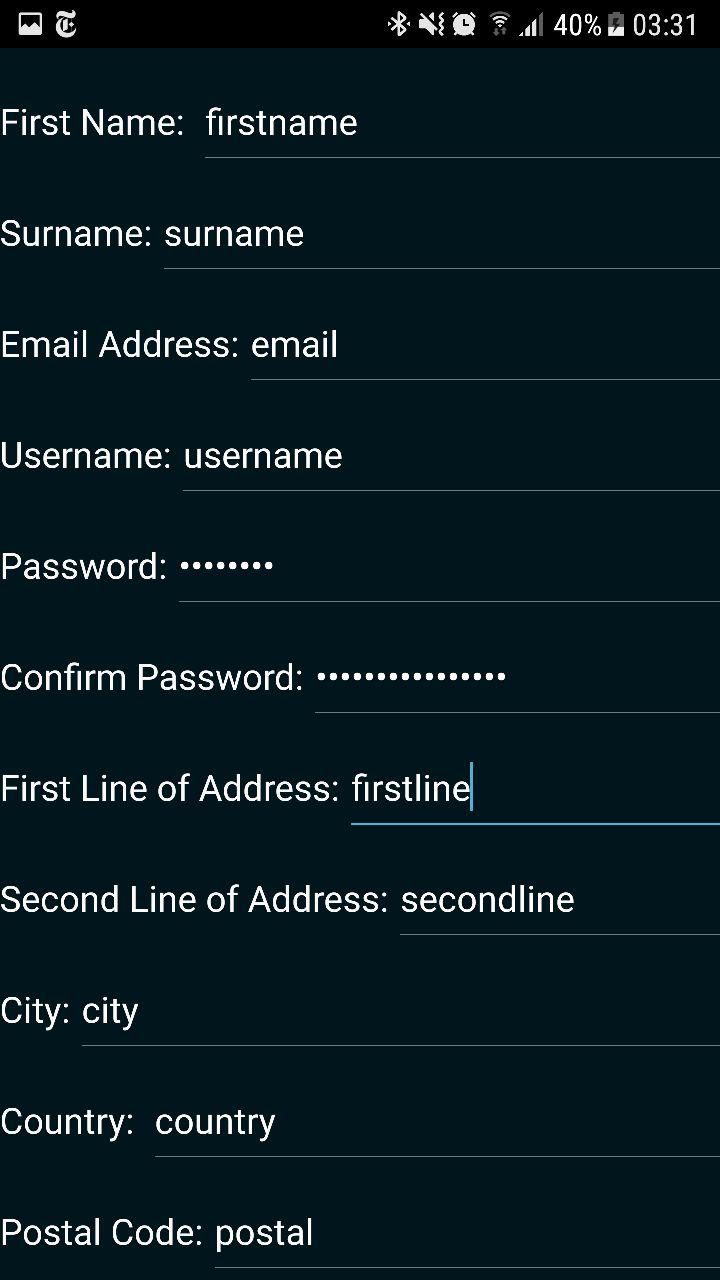 40% 03:31
First Name: firstname
Surname: surname
Email Address: email
Username: username
Password: ••••••••
Confirm Password: ••••••••••••••••
First Line of Address: firstline
Second Line of Address: secondline
City: city
Country: country
Postal Code: postal